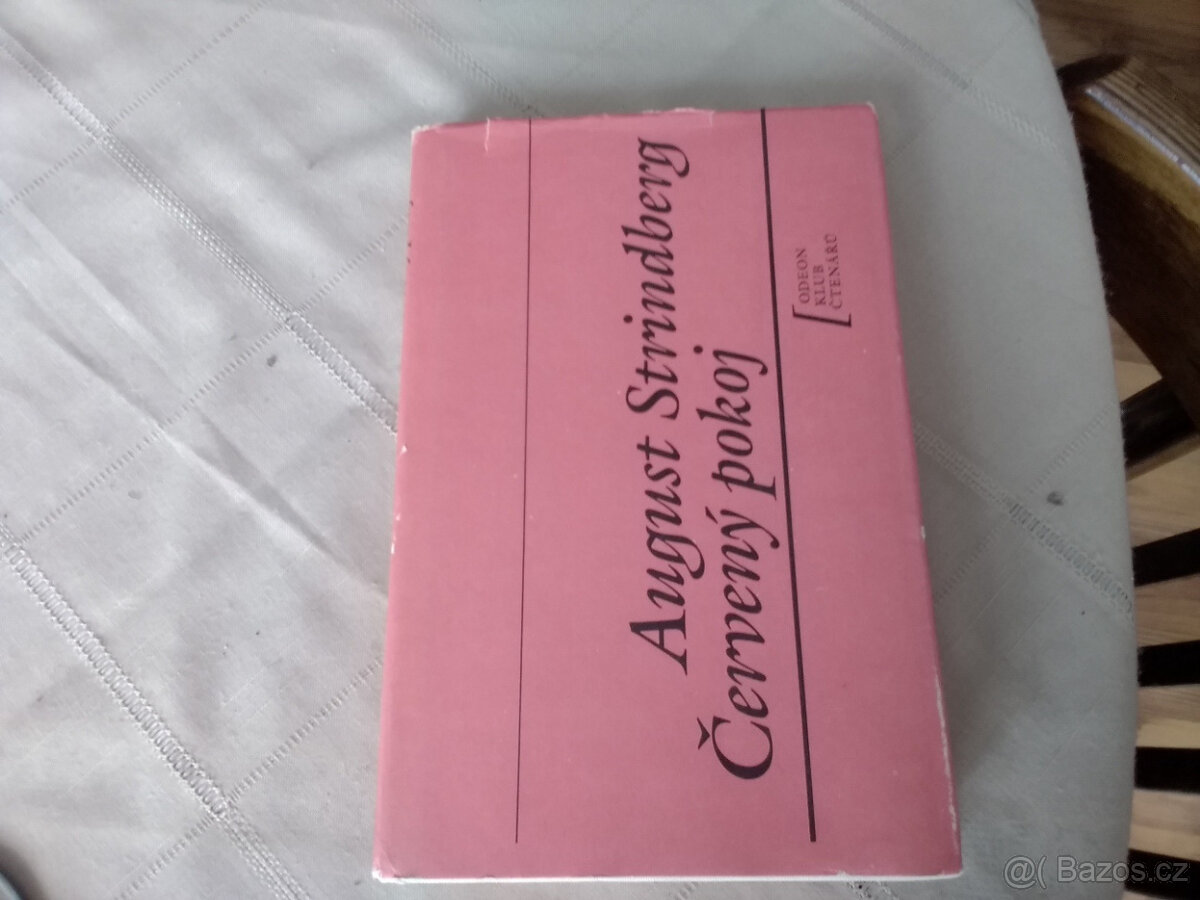 August Strindberg
Červený pokoj
[ODEON
KLUB
ČTENÁŘŮ
@( Bazos.cz